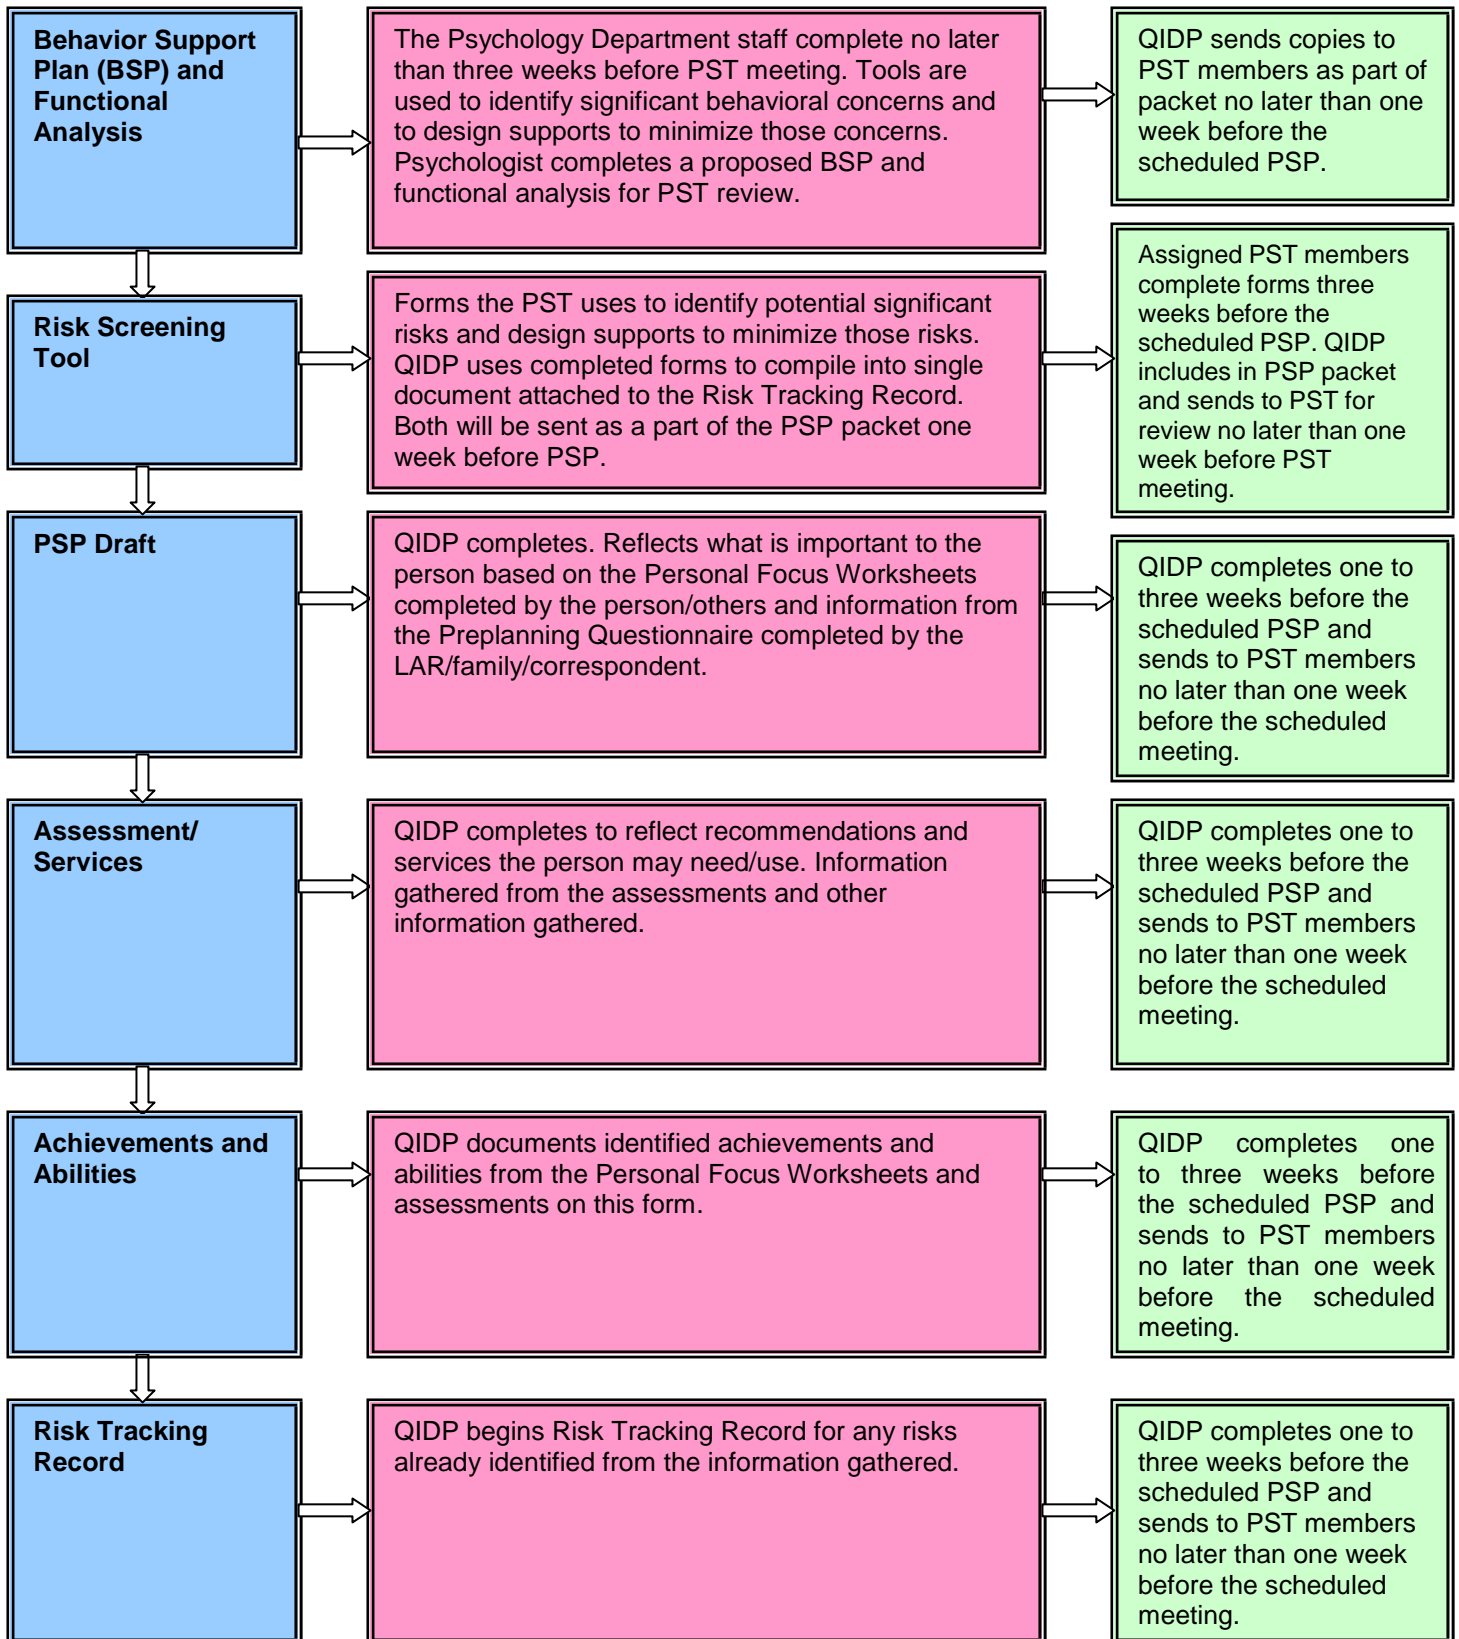 Behavior Support
Plan (BSP) and
Functional
Analysis
The Psychology Department staff complete no later
than three weeks before PST meeting. Tools are
used to identify significant behavioral concerns and
to design supports to minimize those concerns.
Psychologist completes a proposed BSP and
functional analysis for PST review.
QIDP sends copies to
PST members as part of
packet no later than one
week before the
scheduled PSP.
Risk Screening
Tool
Forms the PST uses to identify potential significant
risks and design supports to minimize those risks.
QIDP uses completed forms to compile into single
document attached to the Risk Tracking Record.
Both will be sent as a part of the PSP packet one
week before PSP.
Assigned PST members
complete forms three
weeks before the
scheduled PSP. QIDP
includes in PSP packet
and sends to PST for
review no later than one
week before PST
meeting.
PSP Draft
QIDP completes. Reflects what is important to the
person based on the Personal Focus Worksheets
completed by the person/others and information from
the Preplanning Questionnaire completed by the
LAR/family/correspondent.
QIDP completes one to
three weeks before the
scheduled PSP and
sends to PST members
no later than one week
before the scheduled
meeting.
Assessment/
Services
QIDP completes to reflect recommendations and
services the person may need/use. Information
gathered from the assessments and other
information gathered.
QIDP completes one to
three weeks before the
scheduled PSP and
sends to PST members
no later than one week
before the scheduled
meeting.
Achievements and
Abilities
QIDP documents identified achievements and
abilities from the Personal Focus Worksheets and
assessments on this form.
QIDP completes one
to three weeks before
the scheduled PSP and
sends to PST members
no later than one week
before the scheduled
meeting.
Risk Tracking
Record
QIDP begins Risk Tracking Record for any risks
already identified from the information gathered.
QIDP completes one to
three weeks before the
scheduled PSP and
sends to PST members
no later than one week
before the scheduled
meeting.